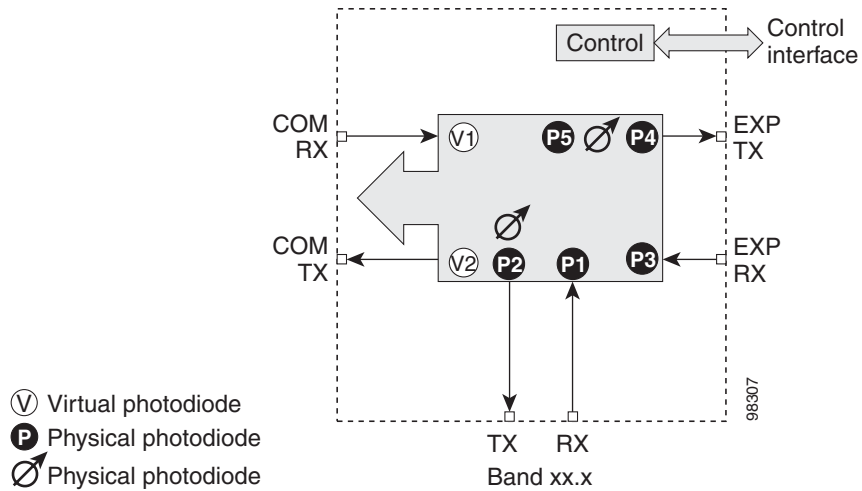 Control
Control
interface
COM
RX
V1
P5
P4
EXP
TX
COM
TX
V2
P2
P1
P3
EXP
RX
98307
V Virtual photodiode
P Physical photodiode
Physical photodiode
TX RX
Band xx.x